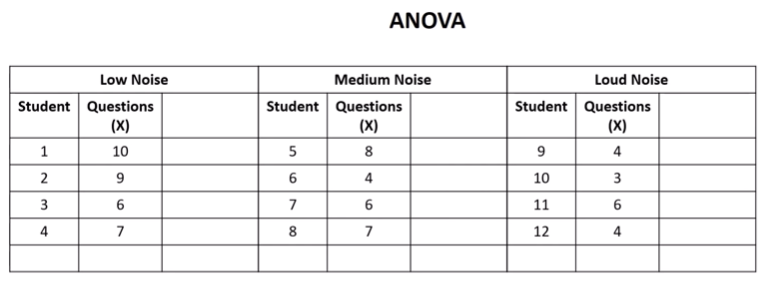 ANOVA
Low Noise Medium Noise Loud Noise
Student Questions (X) Student Questions (X) Student Questions (X)
1 10 5 8 9 4
2 9 6 4 10 3
3 6 7 6 11 6
4 7 8 7 12 4